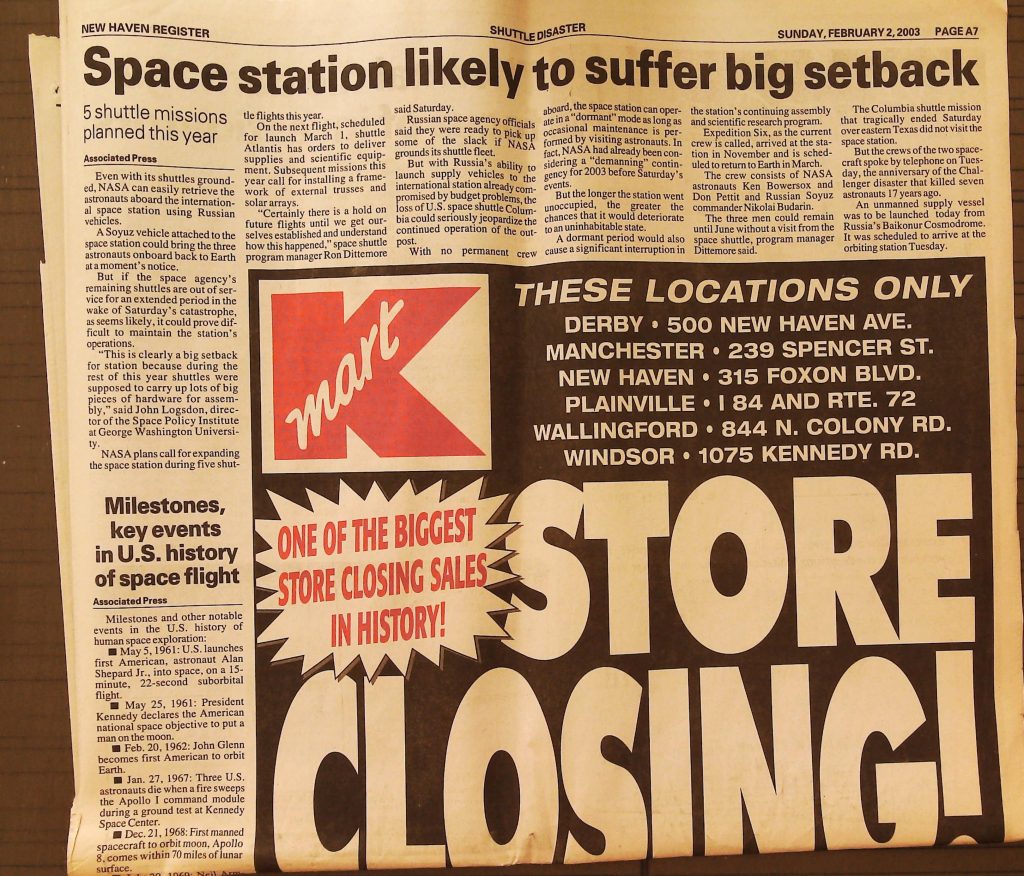 NEW HAVEN REGISTER
SHUTTLE DISASTER
SUNDAY, FEBRUARY 2, 2003 PAGE A7
Space station likely to suffer big setback
5 shuttle missions
planned this year
Associated Press
Even with its shuttles ground-
ed, NASA can easily retrieve the
astronauts aboard the internation-
al space station using Russian
vehicles.
A Soyuz vehicle attached to the
space station could bring the three
astronauts onboard back to Earth
at a moment's notice.
But if the space agency's
remaining shuttles are out of ser-
vice for an extended period in the
wake of Saturday's catastrophe,
as seems likely, it could prove dif-
ficult to maintain the station's
operations.
"This is clearly a big setback
for station because during the
rest of this year shuttles were
supposed to carry up lots of big
pieces of hardware for assem-
bly," said John Logsdon, direc-
tor of the Space Policy Institute
at George Washington Universi-
ty.
NASA plans call for expanding
the space station during five shut-
tle flights this year.
On the next flight, scheduled
for launch March 1, shuttle
Atlantis has orders to deliver
supplies and scientific equip-
ment. Subsequent missions this
year call for installing a frame-
work of external trusses and
solar arrays.
"Certainly there is a hold on
future flights until we get our-
selves established and understand
how this happened," space shuttle
program manager Ron Dittemore
said Saturday.
Russian space agency officials
said they were ready to pick up
some of the slack if NASA
grounds its shuttle fleet.
But with Russia's ability to
launch supply vehicles to the
international station already com-
promised by budget problems, the
loss of U.S. space shuttle Colum-
bia could seriously jeopardize the
continued operation of the out-
post.
With no permanent crew
aboard, the space station can oper-
ate in a "dormant" mode as long as
occasional maintenance is per-
formed by visiting astronauts. In
fact, NASA had already been con-
sidering a "demanning" contin-
gency for 2003 before Saturday's
events.
But the longer the station went
unoccupied, the greater the
chances that it would deteriorate
to an uninhabitable state.
A dormant period would also
cause a significant interruption in
the station's continuing assembly
and scientific research program.
Expedition Six, as the current
crew is called, arrived at the sta-
tion in November and is sched-
uled to return to Earth in March.
The crew consists of NASA
astronauts Ken Bowersox and
Don Pettit and Russian Soyuz
commander Nikolai Budarin.
The three men could remain
until June without a visit from the
space shuttle, program manager
Dittemore said.
The Columbia shuttle mission
that tragically ended Saturday
over eastern Texas did not visit the
space station.
But the crews of the two space-
craft spoke by telephone on Tues-
day, the anniversary of the Chal-
lenger disaster that killed seven
astronauts 17 years ago.
An unmanned supply vessel
was to be launched today from
Russia's Baikonur Cosmodrome.
It was scheduled to arrive at the
orbiting station Tuesday.
Milestones,
key events
in U.S. history
of space flight
Associated Press
Milestones and other notable
events in the U.S. history of
human space exploration:
■ May 5, 1961: U.S. launches
first American, astronaut Alan
Shepard Jr., into space, on a 15-
minute, 22-second suborbital
flight.
■ May 25, 1961: President
Kennedy declares the American
national space objective to put a
man on the moon.
■ Feb. 20, 1962: John Glenn
becomes first American to orbit
Earth.
■ Jan. 27, 1967: Three U.S.
astronauts die when a fire sweeps
the Apollo I command module
during a ground test at Kennedy
Space Center.
■ Dec. 21, 1968: First manned
spacecraft to orbit moon, Apollo
8, comes within 70 miles of lunar
surface.
K
mart
THESE LOCATIONS ONLY
DERBY • 500 NEW HAVEN AVE.
MANCHESTER • 239 SPENCER ST.
NEW HAVEN • 315 FOXON BLVD.
PLAINVILLE • I 84 AND RTE. 72
WALLINGFORD • 844 N. COLONY RD.
WINDSOR • 1075 KENNEDY RD.
ONE OF THE BIGGEST
STORE CLOSING SALES
IN HISTORY!
STORE
CLOSING!